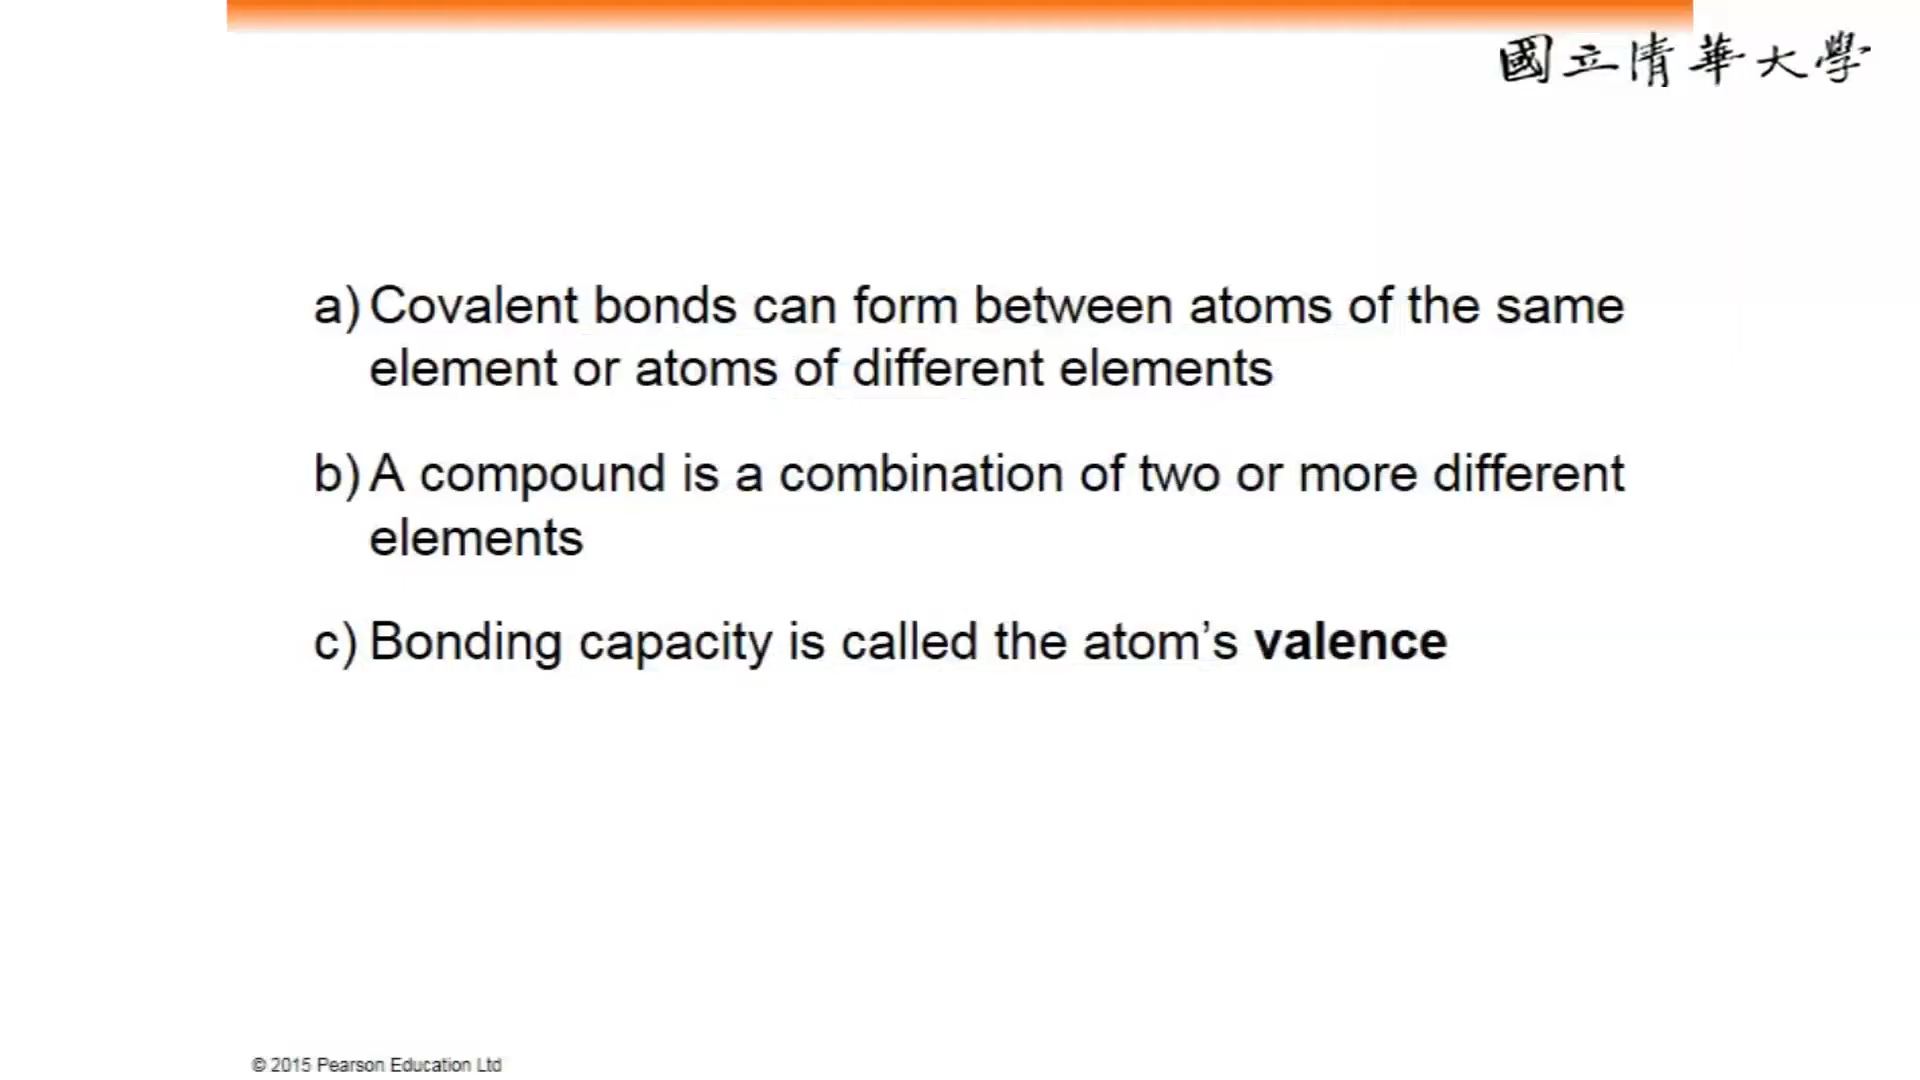 國立清華大學
a) Covalent bonds can form between atoms of the same
element or atoms of different elements
b) A compound is a combination of two or more different
elements
c) Bonding capacity is called the atom’s valence
© 2015 Pearson Education Ltd